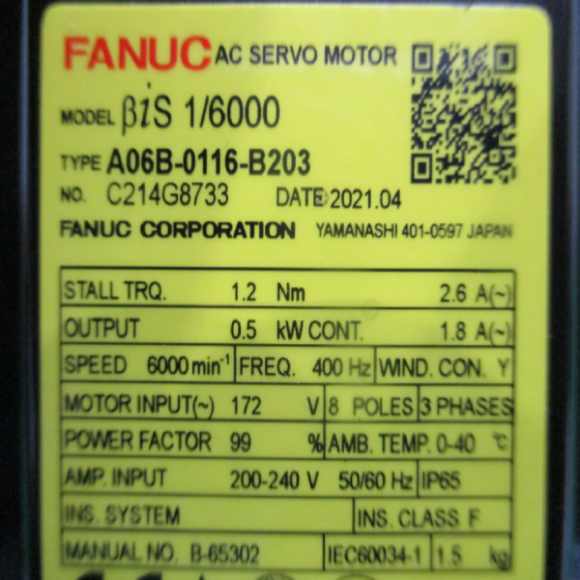 FANUC AC SERVO MOTOR
MODEL βiS 1/6000
TYPE A06B-0116-B203
NO. C214G8733 DATE 2021.04
FANUC CORPORATION YAMANASHI 401-0597 JAPAN
STALL TRQ. 1.2 Nm 2.6 A(~)
OUTPUT 0.5 kW CONT. 1.8 A(~)
SPEED 6000 min⁻¹ FREQ. 400 Hz WIND. CON. Y
MOTOR INPUT(~) 172 V 8 POLES 3 PHASES
POWER FACTOR 99 % AMB. TEMP. 0-40 ℃
AMP. INPUT 200-240 V 50/60 Hz IP65
INS. SYSTEM INS. CLASS F
MANUAL NO. B-65302 IEC60034-1 1.5 kg